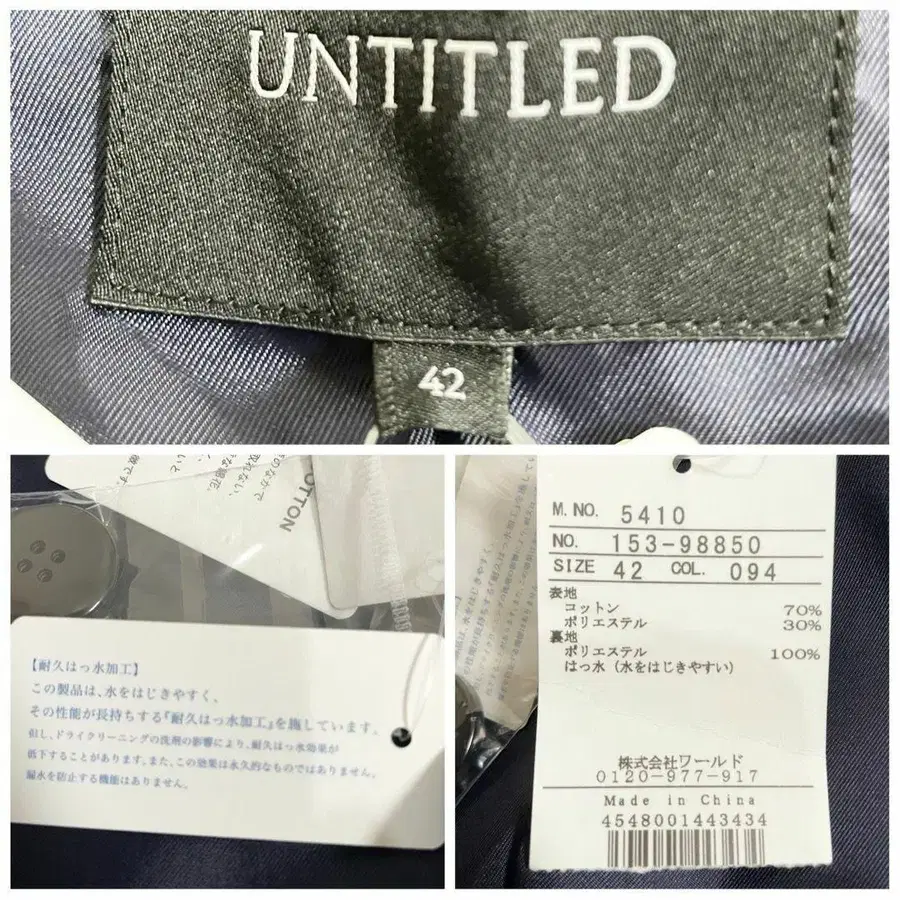 UNTITLED
42
OTTON
【耐久はっ水加工】
この製品は、水をはじきやすく、
その性能が長持ちする『耐久はっ水加工』を施しています。
但し、ドライクリーニングの洗剤の影響により、耐久はっ水効果が
低下することがあります。また、この効果は永久的なものではありません。
漏水を防止する機能はありません。
M. NO. 5410
NO. 153-98850
SIZE 42 COL. 094
表地
コットン 70%
ポリエステル 30%
裏地
ポリエステル 100%
はっ水（水をはじきやすい）
株式会社ワールド
0120-977-917
Made in China
4548001443434